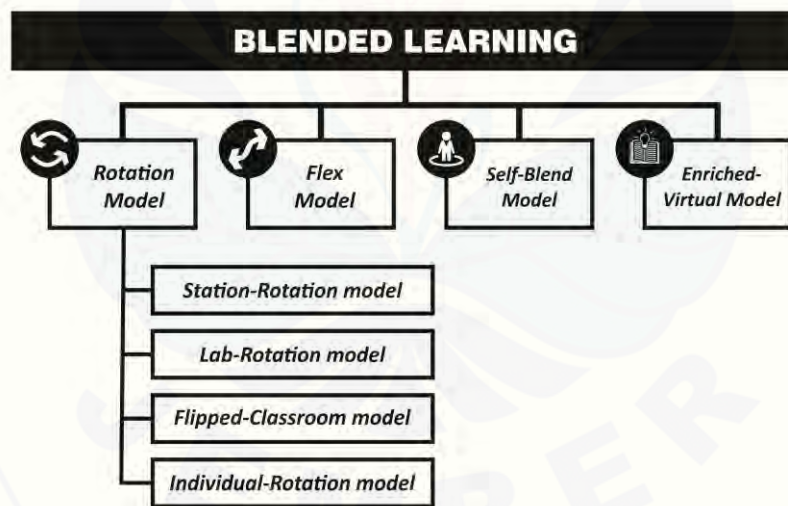 BLENDED LEARNING
Rotation
Model
Flex
Model
Self-Blend
Model
Enriched-
Virtual Model
Station-Rotation model
Lab-Rotation model
Flipped-Classroom model
Individual-Rotation model